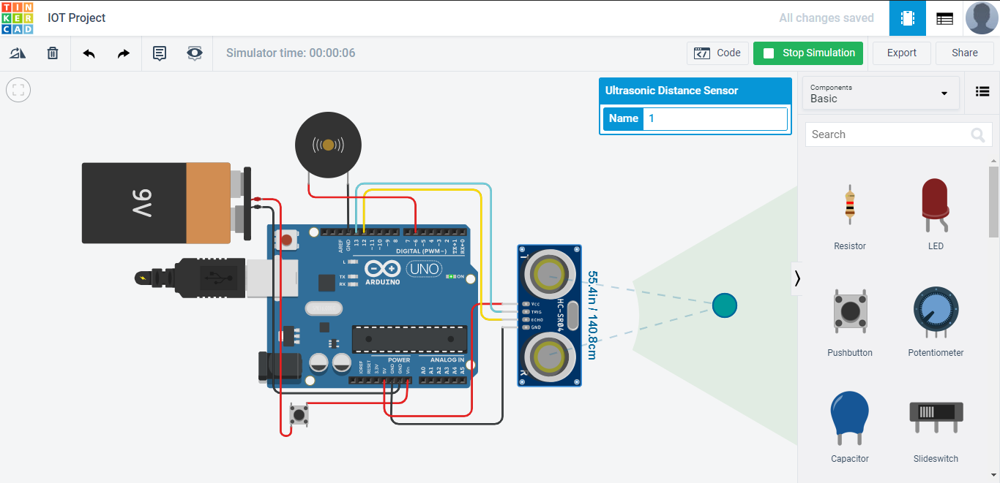 TINKERCAD
IOT Project
All changes saved
Simulator time: 00:00:06
Code
Stop Simulation
Export
Share
Ultrasonic Distance Sensor
Name 1
Components
Basic
Search
Resistor
LED
Pushbutton
Potentiometer
Capacitor
Slideswitch
9V
AREF
GND
13
12
~11
~10
~9
8
7
~6
~5
4
~3
2
TX→1
RX←0
DIGITAL (PWM~)
L
TX
RX
UNO
ARDUINO
ON
IOREF
RESET
3.3V
5V
GND
GND
Vin
POWER
ANALOG IN
A0
A1
A2
A3
A4
A5
T
VCC
TRIG
ECHO
GND
HC-SR04
R
55.4in / 140.8cm